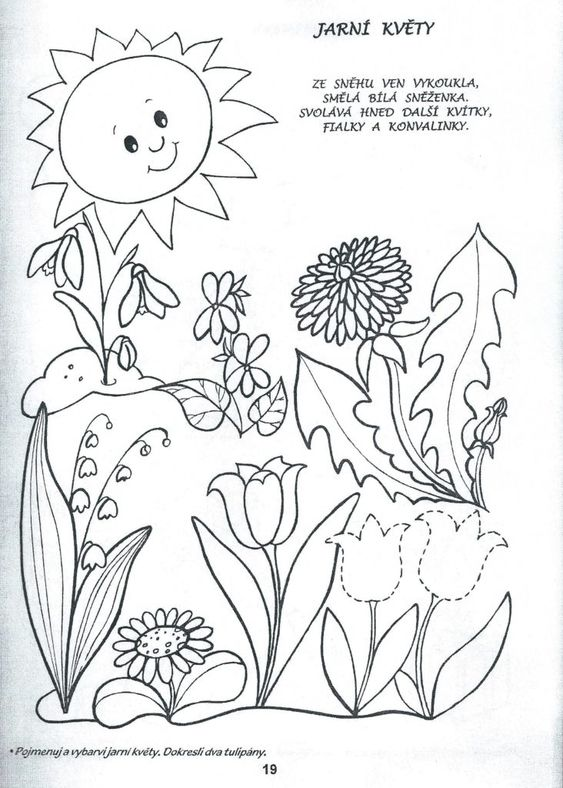 JARNÍ KVĚTY
ZE SNĚHU VEN VYKOUKLA,
SMĚLÁ BÍLÁ SNĚŽENKA.
SVOLÁVÁ HNED DALŠÍ KVÍTKY,
FIALKY A KONVALINKY.
• Pojmenuj a vybarvi jarní květy. Dokresli dva tulipány.
19